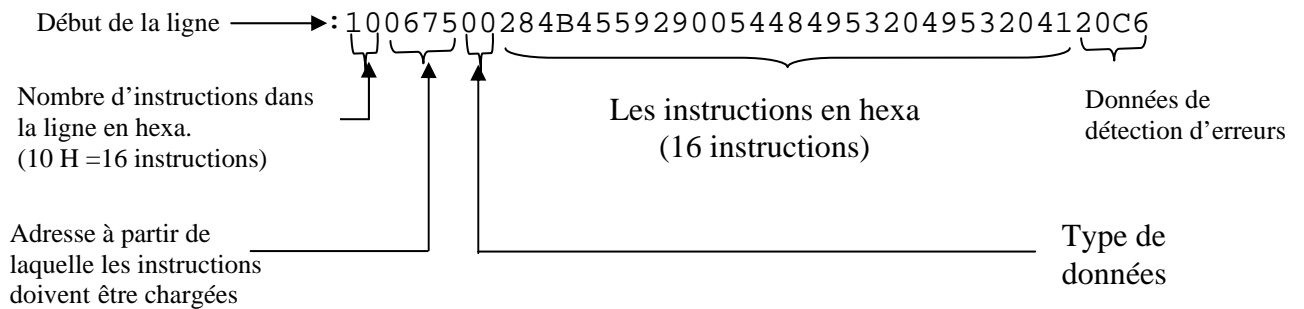 Début de la ligne :10067500284B4559290054484953204953204120C6
Nombre d’instructions dans
la ligne en hexa.
(10 H =16 instructions)
Les instructions en hexa
(16 instructions)
Données de
détection d’erreurs
Adresse à partir de
laquelle les instructions
doivent être chargées
Type de
données